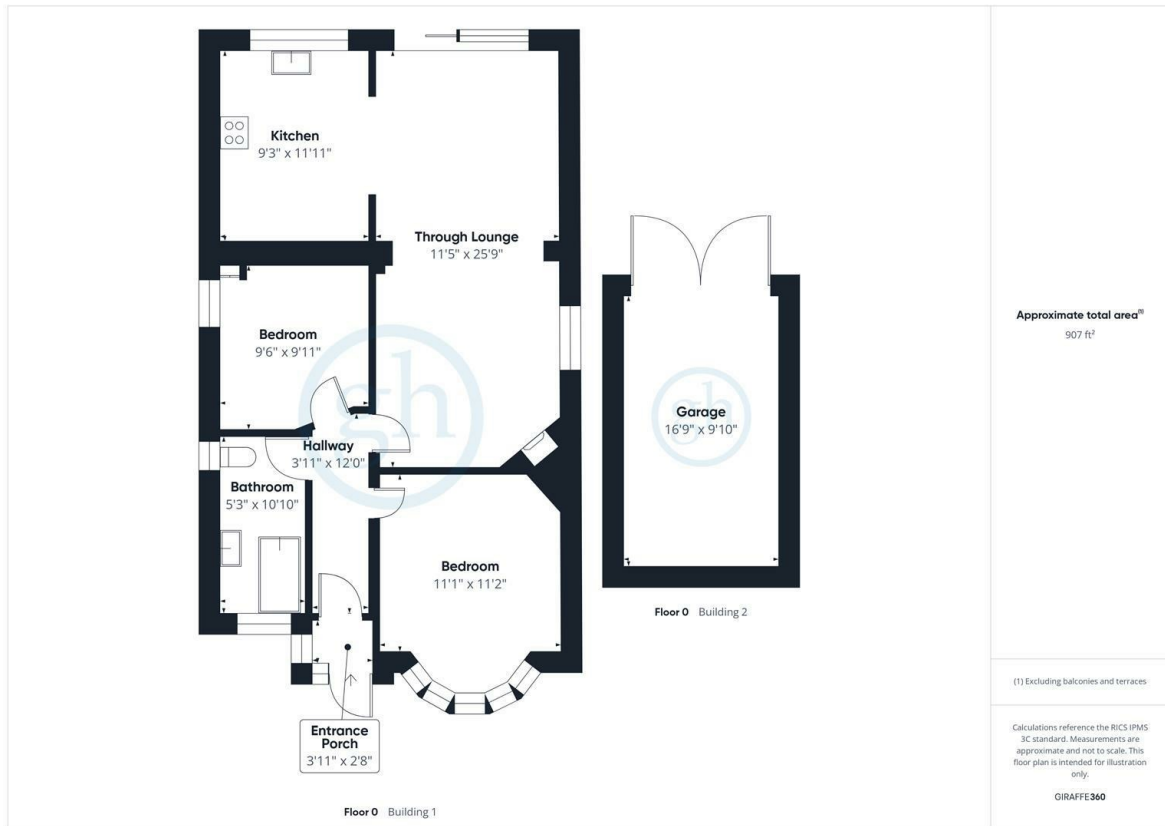 Kitchen
9'3" x 11'11"
Through Lounge
11'5" x 25'9"
Bedroom
9'6" x 9'11"
gh
Hallway
3'11" x 12'0"
Bathroom
5'3" x 10'10"
Bedroom
11'1" x 11'2"
Entrance
Porch
3'11" x 2'8"
Floor 0 Building 1
gh
Garage
16'9" x 9'10"
Floor 0 Building 2
Approximate total area⁽¹⁾
907 ft²
(1) Excluding balconies and terraces
Calculations reference the RICS IPMS
3C standard. Measurements are
approximate and not to scale. This
floor plan is intended for illustration
only.
GIRAFFE360